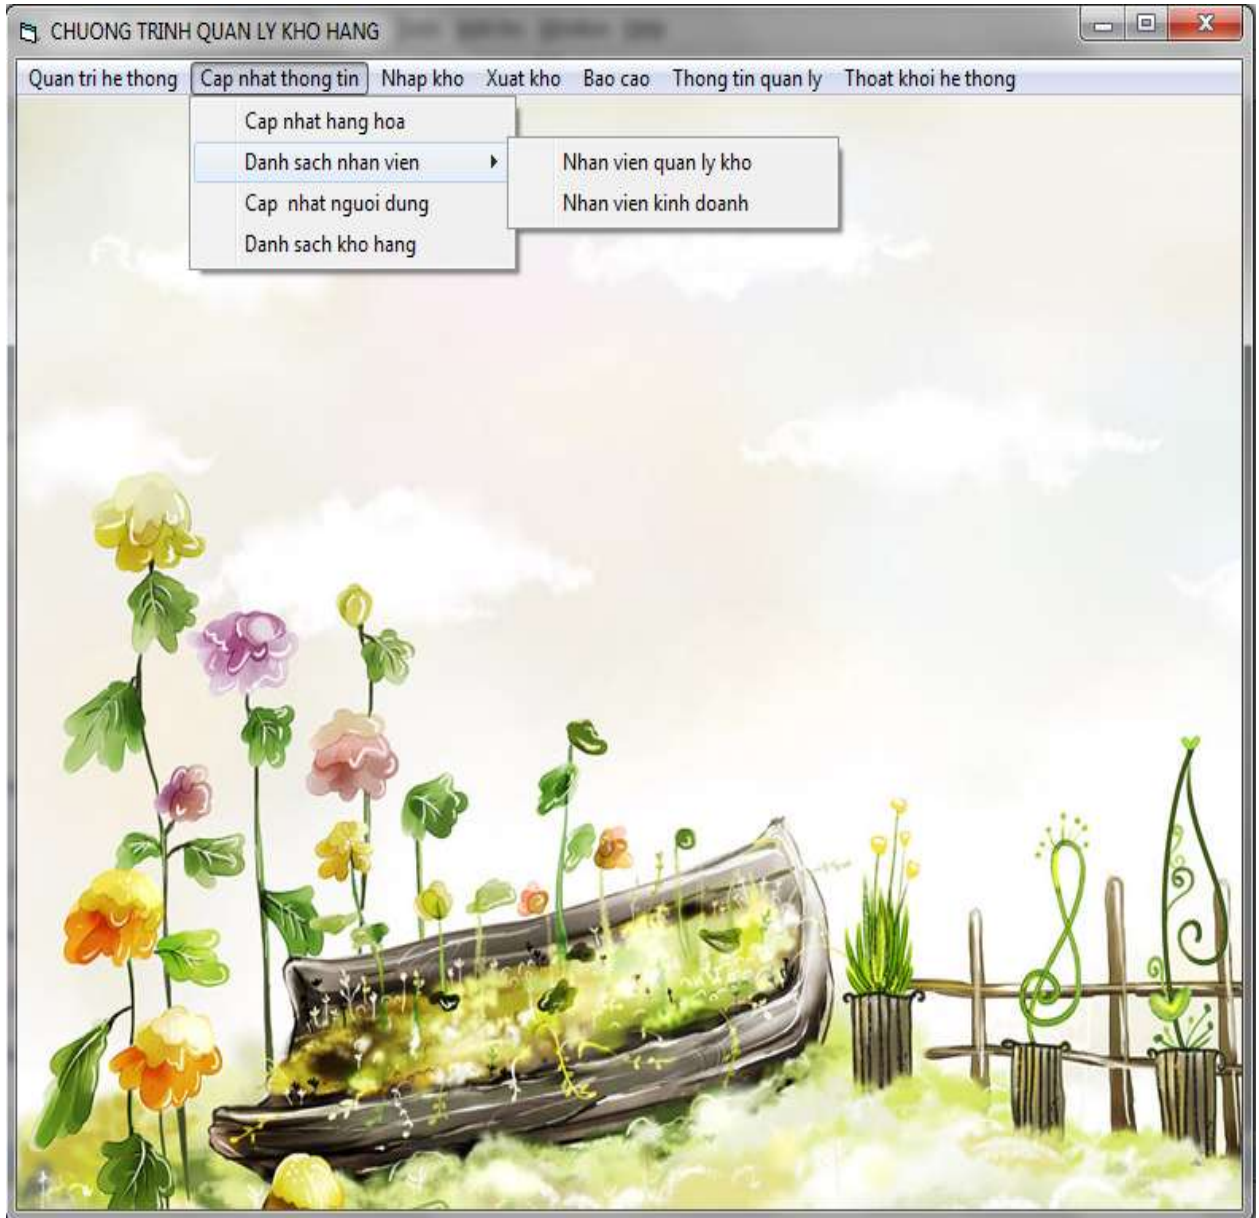 CHUONG TRINH QUAN LY KHO HANG
Quan tri he thong Cap nhat thong tin Nhap kho Xuat kho Bao cao Thong tin quan ly Thoat khoi he thong
Cap nhat hang hoa
Danh sach nhan vien Nhan vien quan ly kho
Cap nhat nguoi dung Nhan vien kinh doanh
Danh sach kho hang